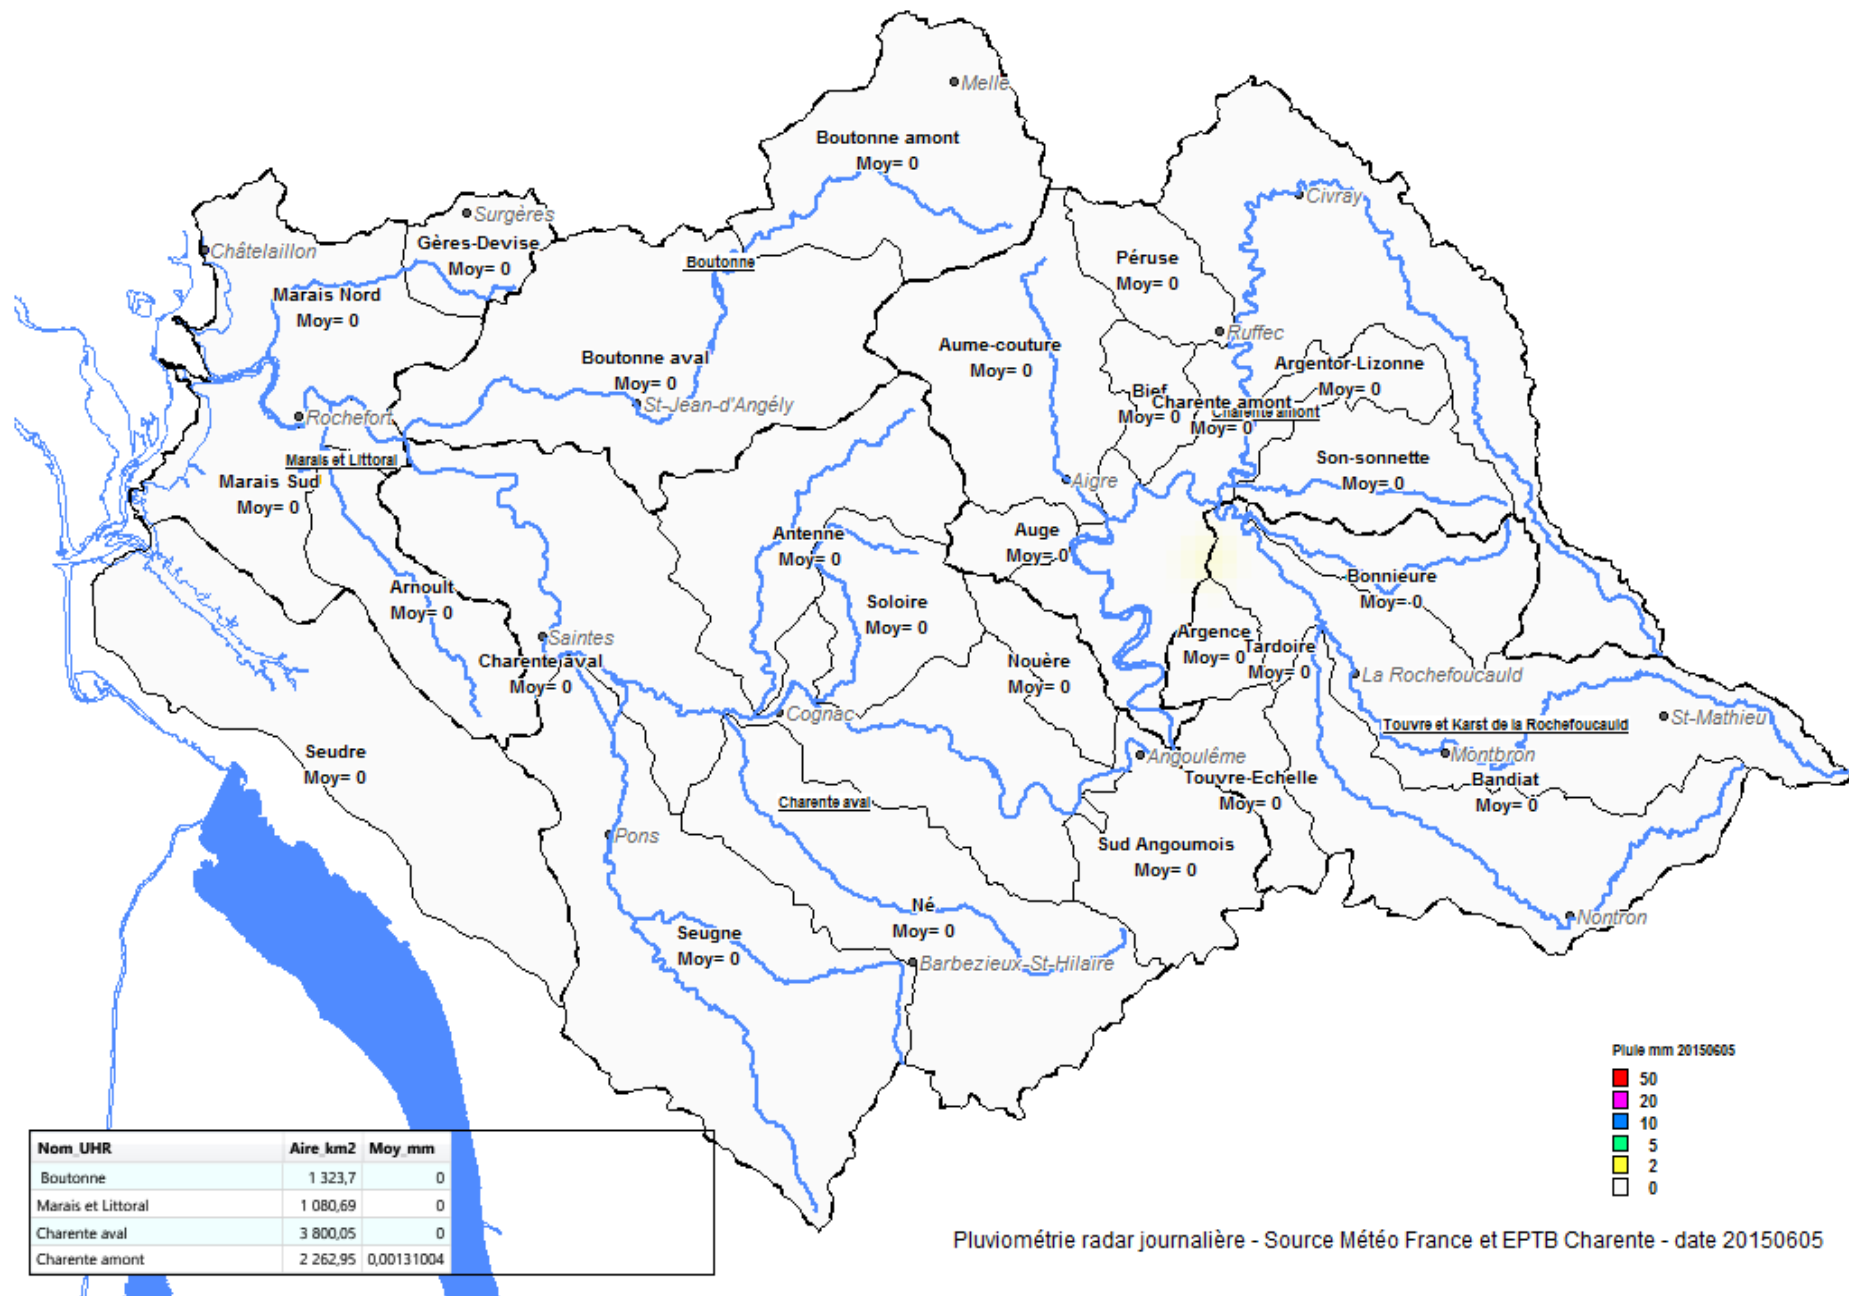 Melle
Boutonne amont
Moy= 0
Civray
Surgères
Gères-Devise
Moy= 0
Châtelaillon
Boutonne
Péruse
Moy= 0
Marais Nord
Moy= 0
Ruffec
Aume-couture
Moy= 0
Boutonne aval
Moy= 0
Argentor-Lizonne
Moy= 0
Bief
Moy= 0
Charente amont
Charente amont
Moy= 0
St-Jean-d'Angély
Rochefort
Marais et Littoral
Marais Sud
Moy= 0
Son-sonnette
Moy= 0
Aigre
Antenne
Moy= 0
Auge
Moy= 0
Bonnieure
Moy= 0
Arnoult
Moy= 0
Soloire
Moy= 0
Saintes
Charente aval
Moy= 0
Argence
Moy= 0
Tardoire
Moy= 0
Nouère
Moy= 0
La Rochefoucauld
Cognac
Touvre et Karst de la Rochefoucauld
St-Mathieu
Seudre
Moy= 0
Angoulême
Montbron
Touvre-Echelle
Moy= 0
Bandiat
Moy= 0
Charente aval
Pons
Sud Angoumois
Moy= 0
Né
Moy= 0
Nontron
Seugne
Moy= 0
Barbezieux-St-Hilaire
Pluie mm 20150605
50
20
10
5
2
0
Nom_UHR Aire_km2 Moy_mm
Boutonne 1 323,7 0
Marais et Littoral 1 080,69 0
Charente aval 3 800,05 0
Charente amont 2 262,95 0,00131004
Pluviométrie radar journalière - Source Météo France et EPTB Charente - date 20150605